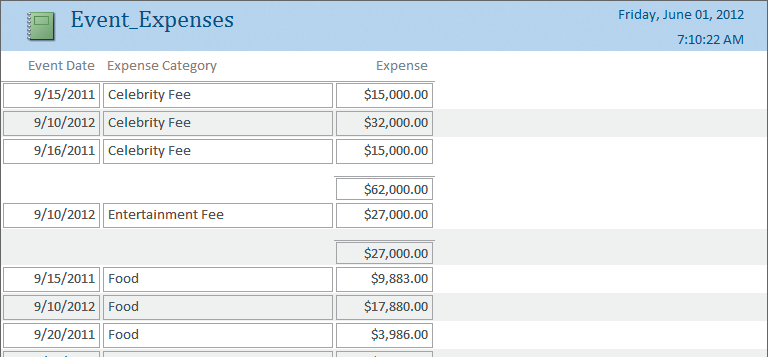 Event_Expenses
Friday, June 01, 2012
7:10:22 AM
Event Date Expense Category Expense
9/15/2011 Celebrity Fee $15,000.00
9/10/2012 Celebrity Fee $32,000.00
9/16/2011 Celebrity Fee $15,000.00
$62,000.00
9/10/2012 Entertainment Fee $27,000.00
$27,000.00
9/15/2011 Food $9,883.00
9/10/2012 Food $17,880.00
9/20/2011 Food $3,986.00